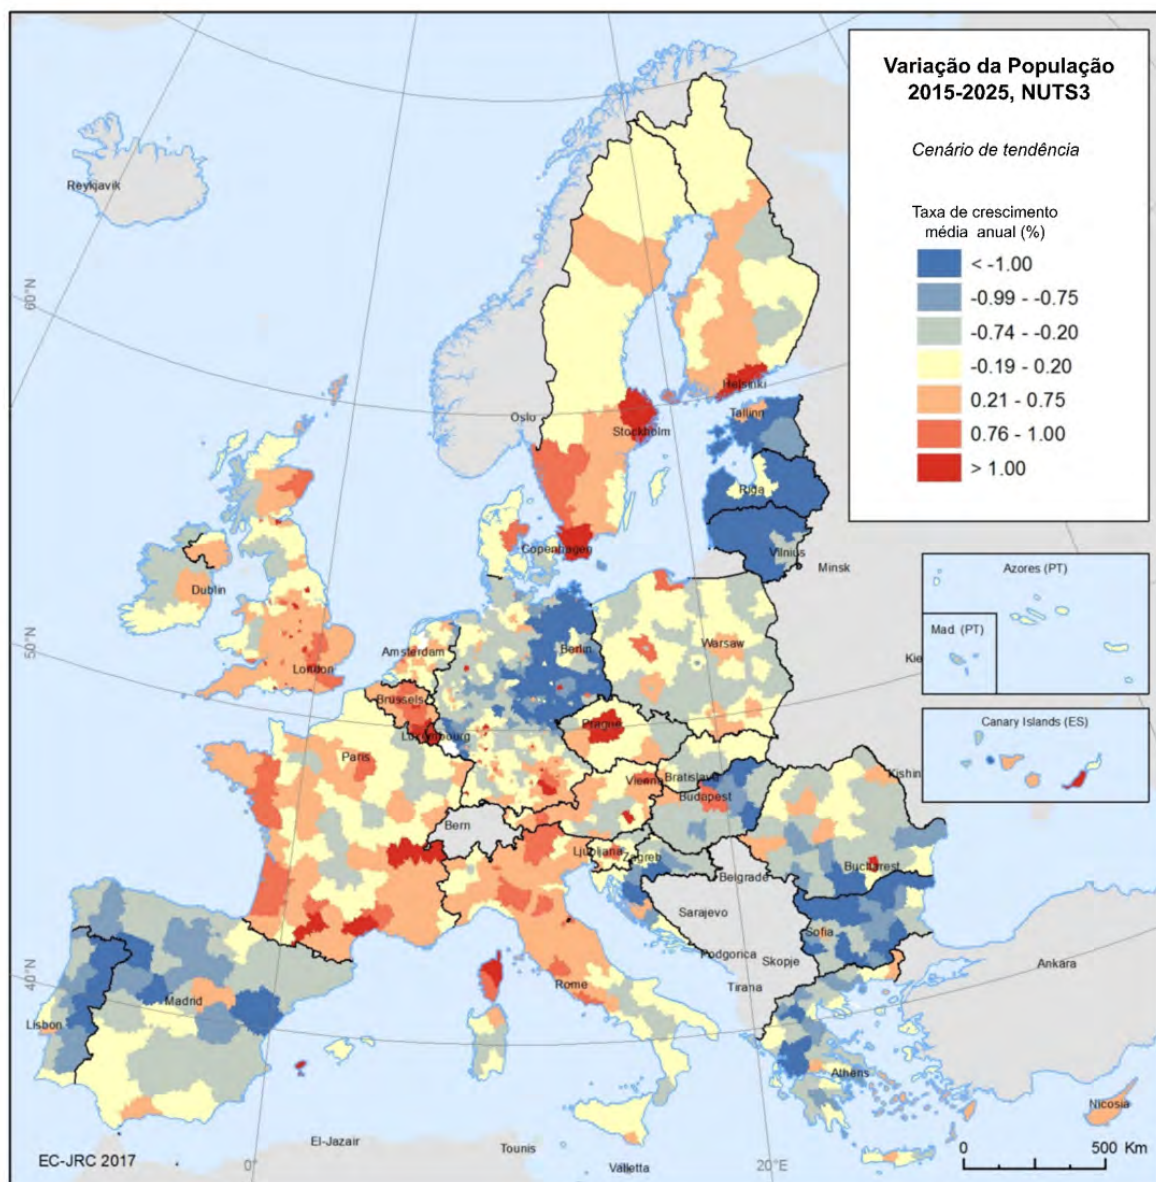 Variação da População
2015-2025, NUTS3
Cenário de tendência
Taxa de crescimento
média anual (%)
< -1.00
-0.99 - -0.75
-0.74 - -0.20
-0.19 - 0.20
0.21 - 0.75
0.76 - 1.00
> 1.00
Reykjavik
60°N
Helsinki
Oslo
Tallinn
Stockholm
Riga
Copenhagen
Vilnius
Minsk
Azores (PT)
Dublin
Mad. (PT)
50°N
Amsterdam
Berlin
Warsaw
Kie
London
Brussels
Prague
Canary Islands (ES)
Luxembourg
Paris
Vienna
Bratislava
Kishin
Budapest
Bern
Ljubljana
Zagreb
Bucharest
Belgrade
Sarajevo
Sofia
Podgorica
Skopje
Ankara
40°N
Madrid
Rome
Tirana
Lisbon
Athens
Nicosia
El-Jazair
Tounis
0
500 Km
EC-JRC 2017
0°
Valletta
20°E